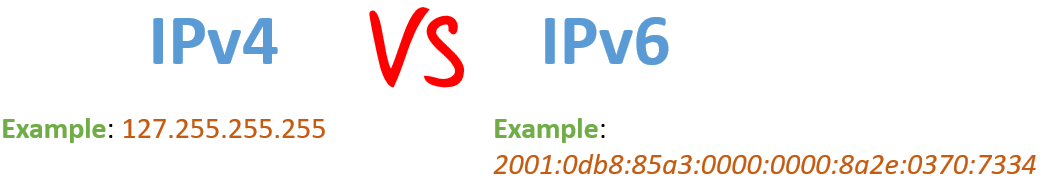 IPv4 VS IPv6
Example: 127.255.255.255
Example:
2001:0db8:85a3:0000:0000:8a2e:0370:7334